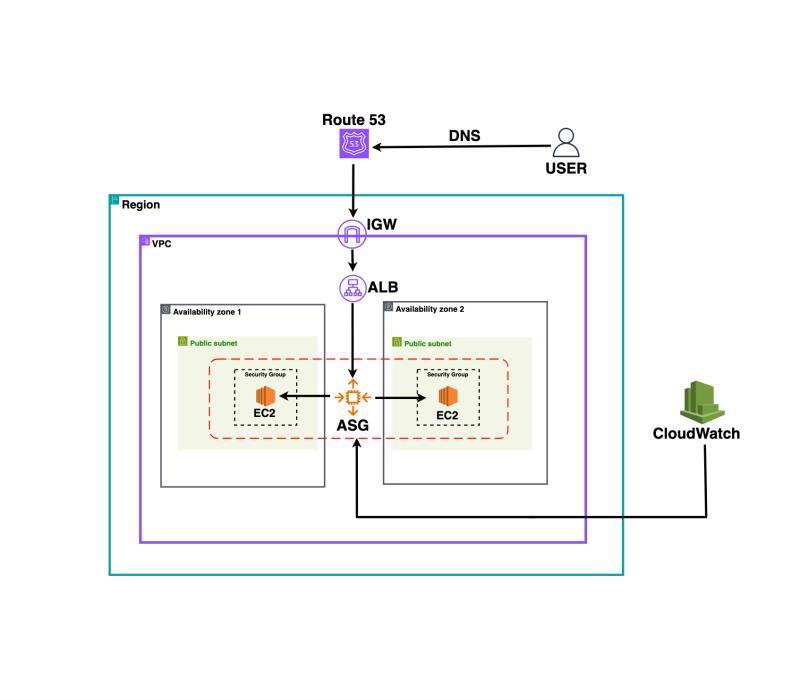 Route 53
53
DNS
USER
Region
IGW
VPC
ALB
Availability zone 1
Availability zone 2
Public subnet
Public subnet
Security Group
Security Group
EC2
EC2
ASG
CloudWatch